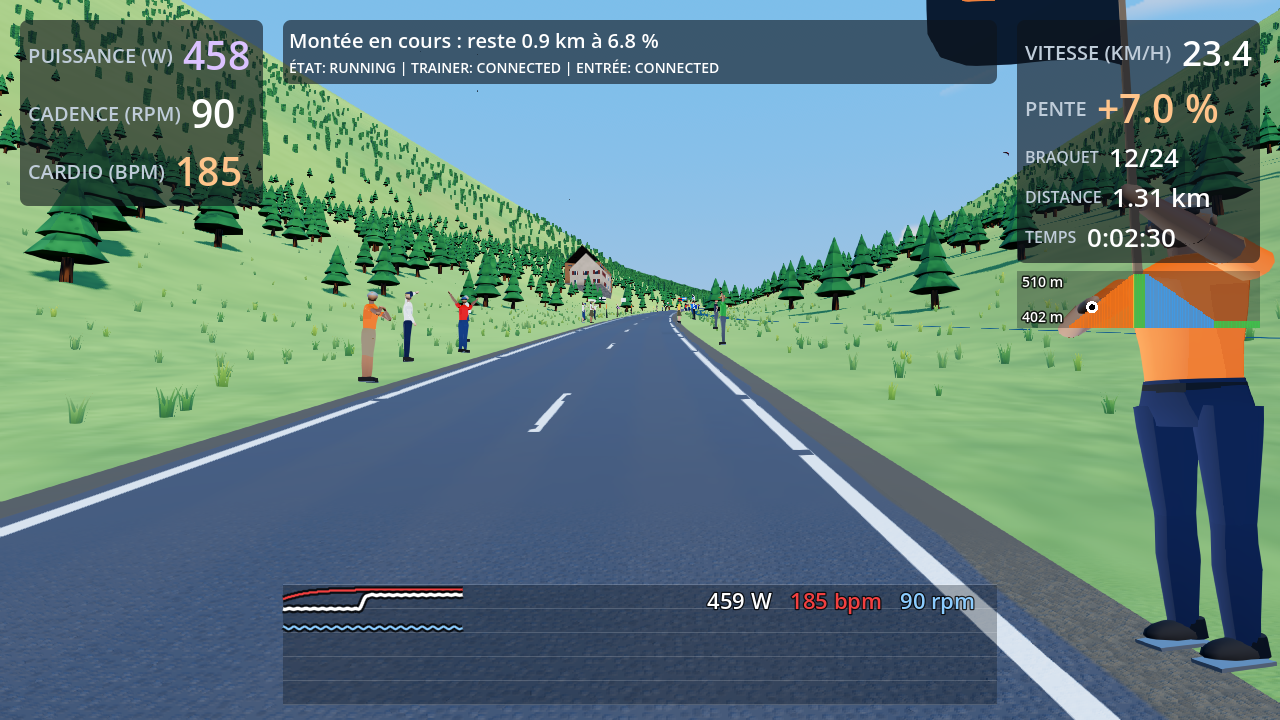 PUISSANCE (W) 458
CADENCE (RPM) 90
CARDIO (BPM) 185
Montée en cours : reste 0.9 km à 6.8 %
ÉTAT: RUNNING | TRAINER: CONNECTED | ENTRÉE: CONNECTED
VITESSE (KM/H) 23.4
PENTE +7.0 %
BRAQUET 12/24
DISTANCE 1.31 km
TEMPS 0:02:30
510 m
402 m
459 W 185 bpm 90 rpm